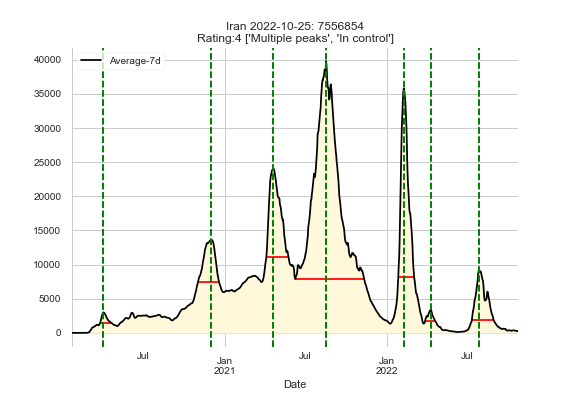 Iran 2022-10-25: 7556854
Rating:4 ['Multiple peaks', 'In control']
Average-7d
40000
35000
30000
25000
20000
15000
10000
5000
0
Jul
Jan
2021
Jul
Jan
2022
Jul
Date